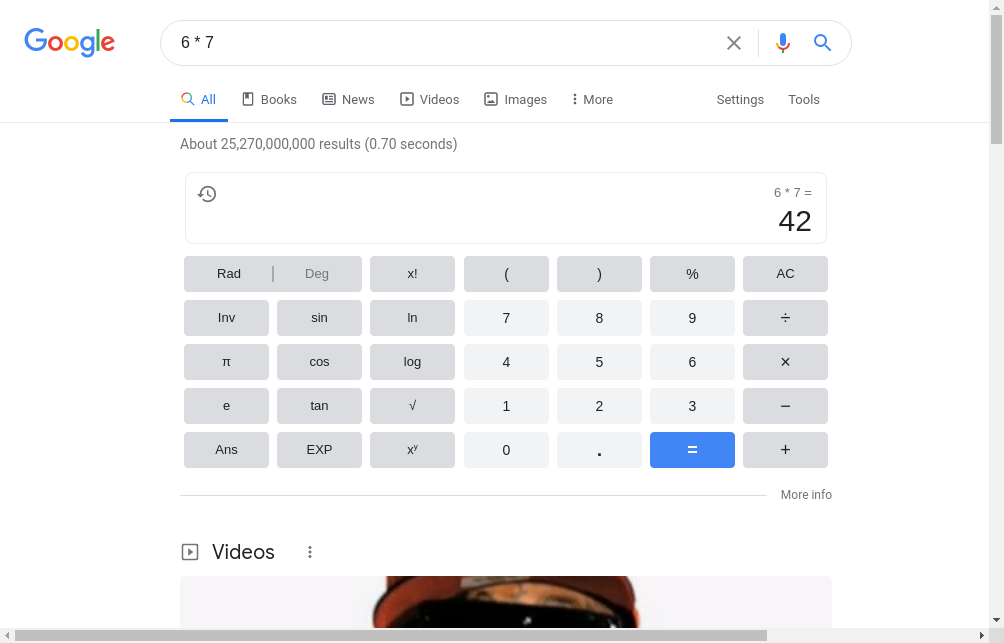 Google
6 * 7
All Books News Videos Images More Settings Tools
About 25,270,000,000 results (0.70 seconds)
6 * 7 =
42
Rad | Deg x! ( ) % AC
Inv sin ln 7 8 9 ÷
π cos log 4 5 6 ×
e tan √ 1 2 3 −
Ans EXP xʸ 0 . = +
More info
Videos